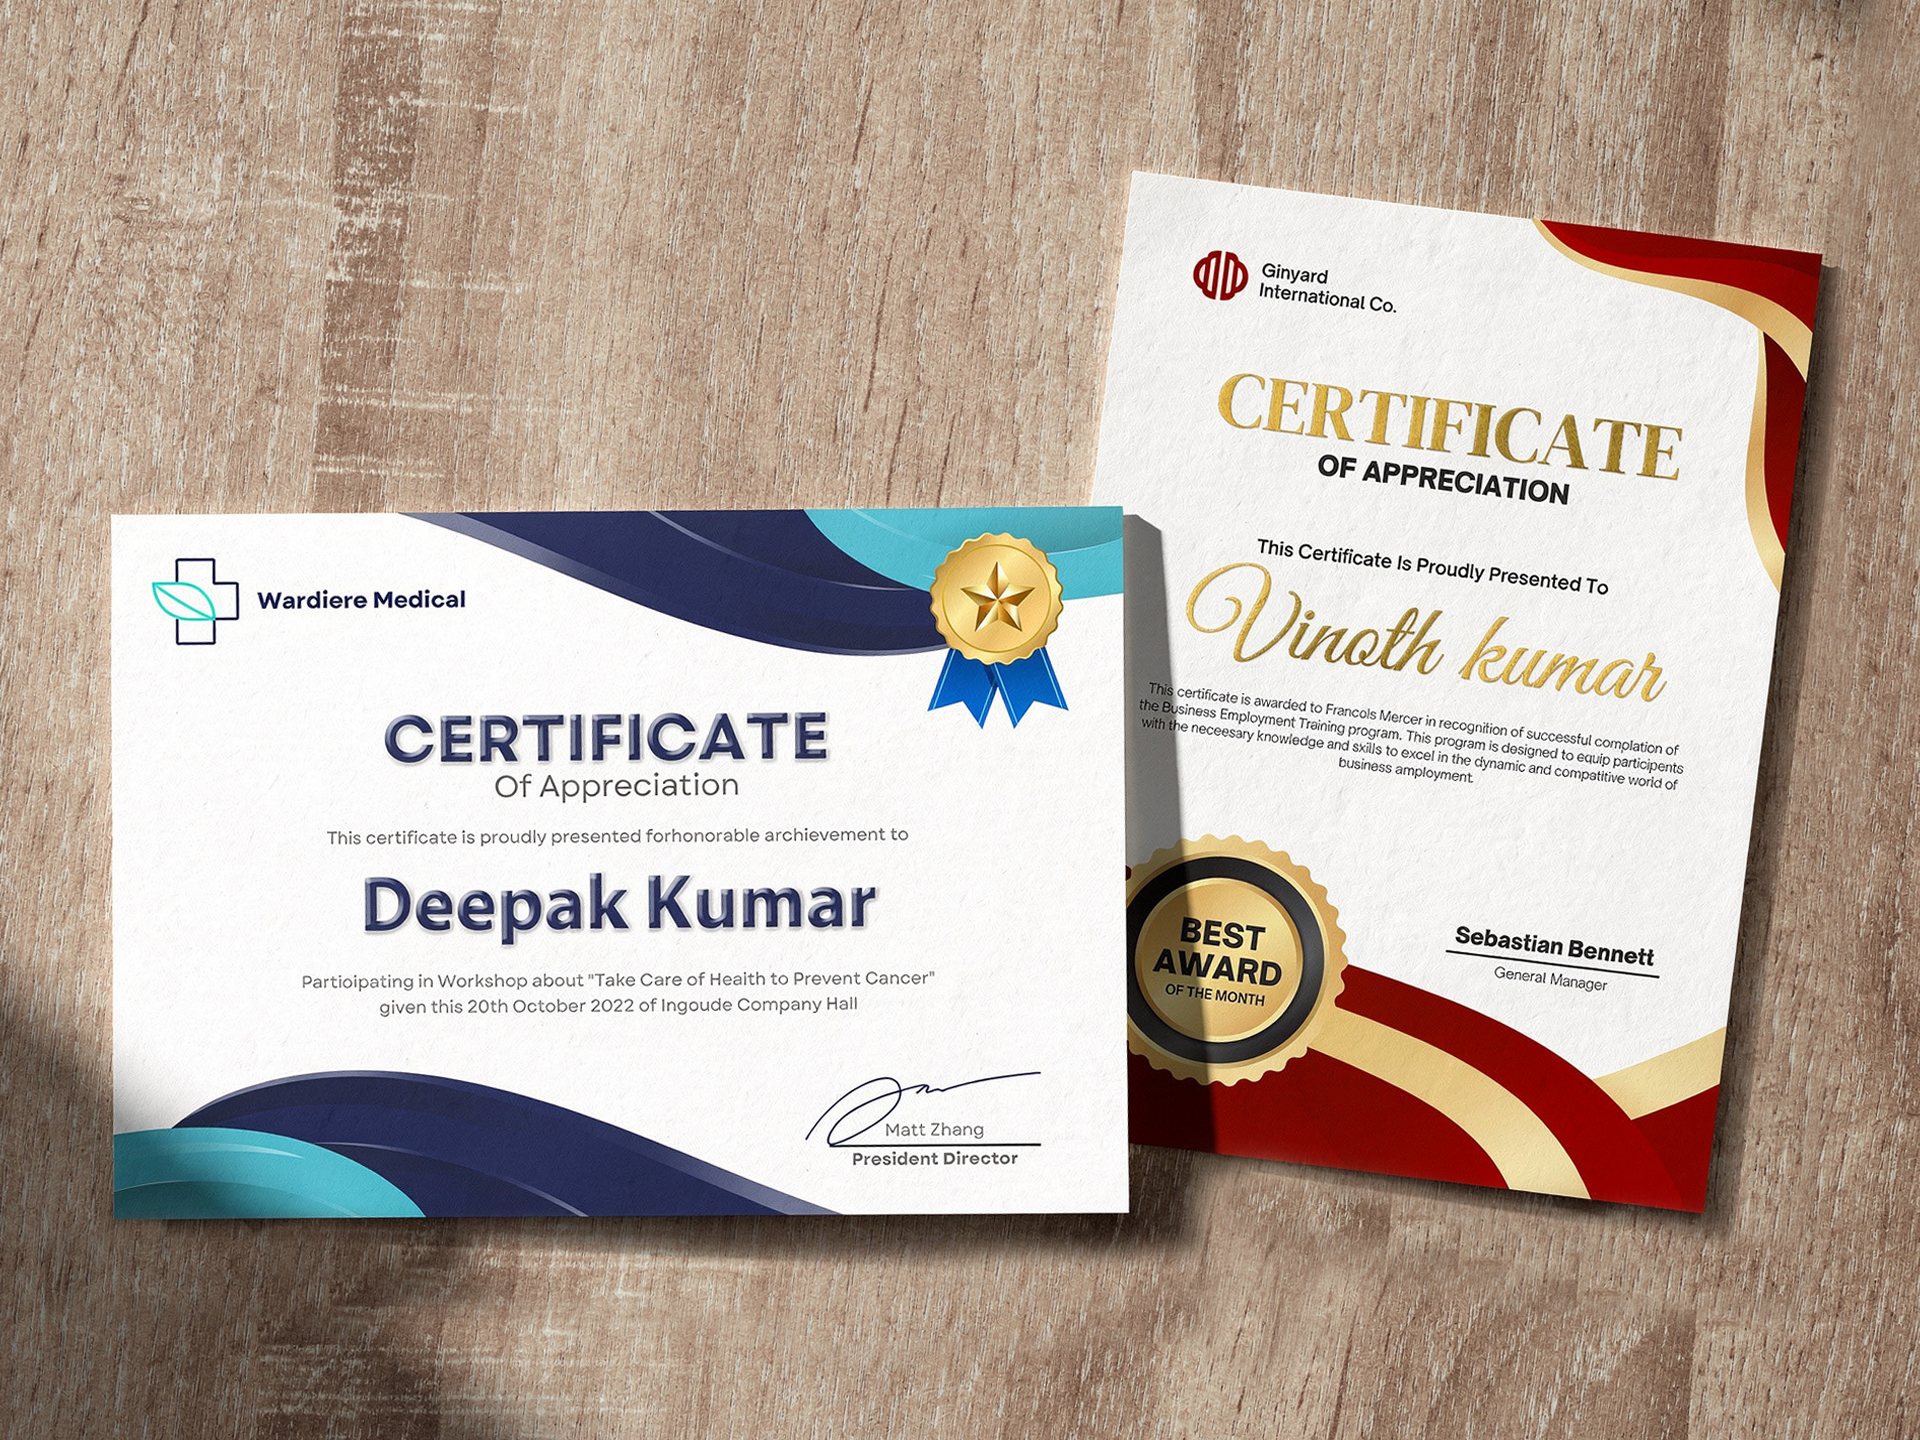 Wardiere Medical
CERTIFICATE
Of Appreciation
This certificate is proudly presented forhonorable archievement to
Deepak Kumar
Partioipating in Workshop about "Take Care of Health to Prevent Cancer"
given this 20th October 2022 of Ingoude Company Hall
Matt Zhang
President Director
Ginyard
International Co.
CERTIFICATE
OF APPRECIATION
This Certificate Is Proudly Presented To
Vinoth kumar
This certificate is awarded to Francols Mercer in recognition of successful complation of
the Business Employment Training program. This program is designed to equip participents
with the neceesary knowledge and skills to excel in the dynamic and compatitive world of
business amployment.
BEST
AWARD
OF THE MONTH
Sebastian Bennett
General Manager